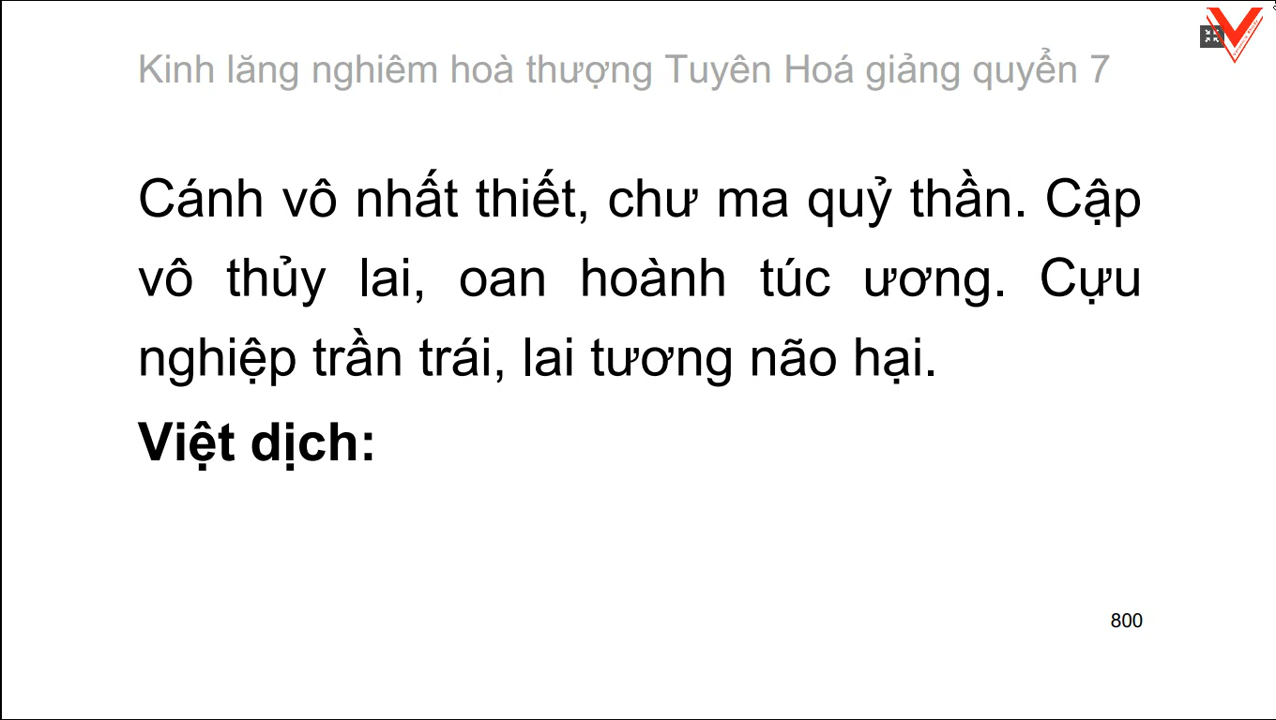 Kinh lăng nghiêm hoà thượng Tuyên Hoá giảng quyển 7
Cánh vô nhất thiết, chư ma quỷ thần. Cập
vô thủy lai, oan hoành túc ương. Cựu
nghiệp trần trái, lai tương não hại.
Việt dịch:
800